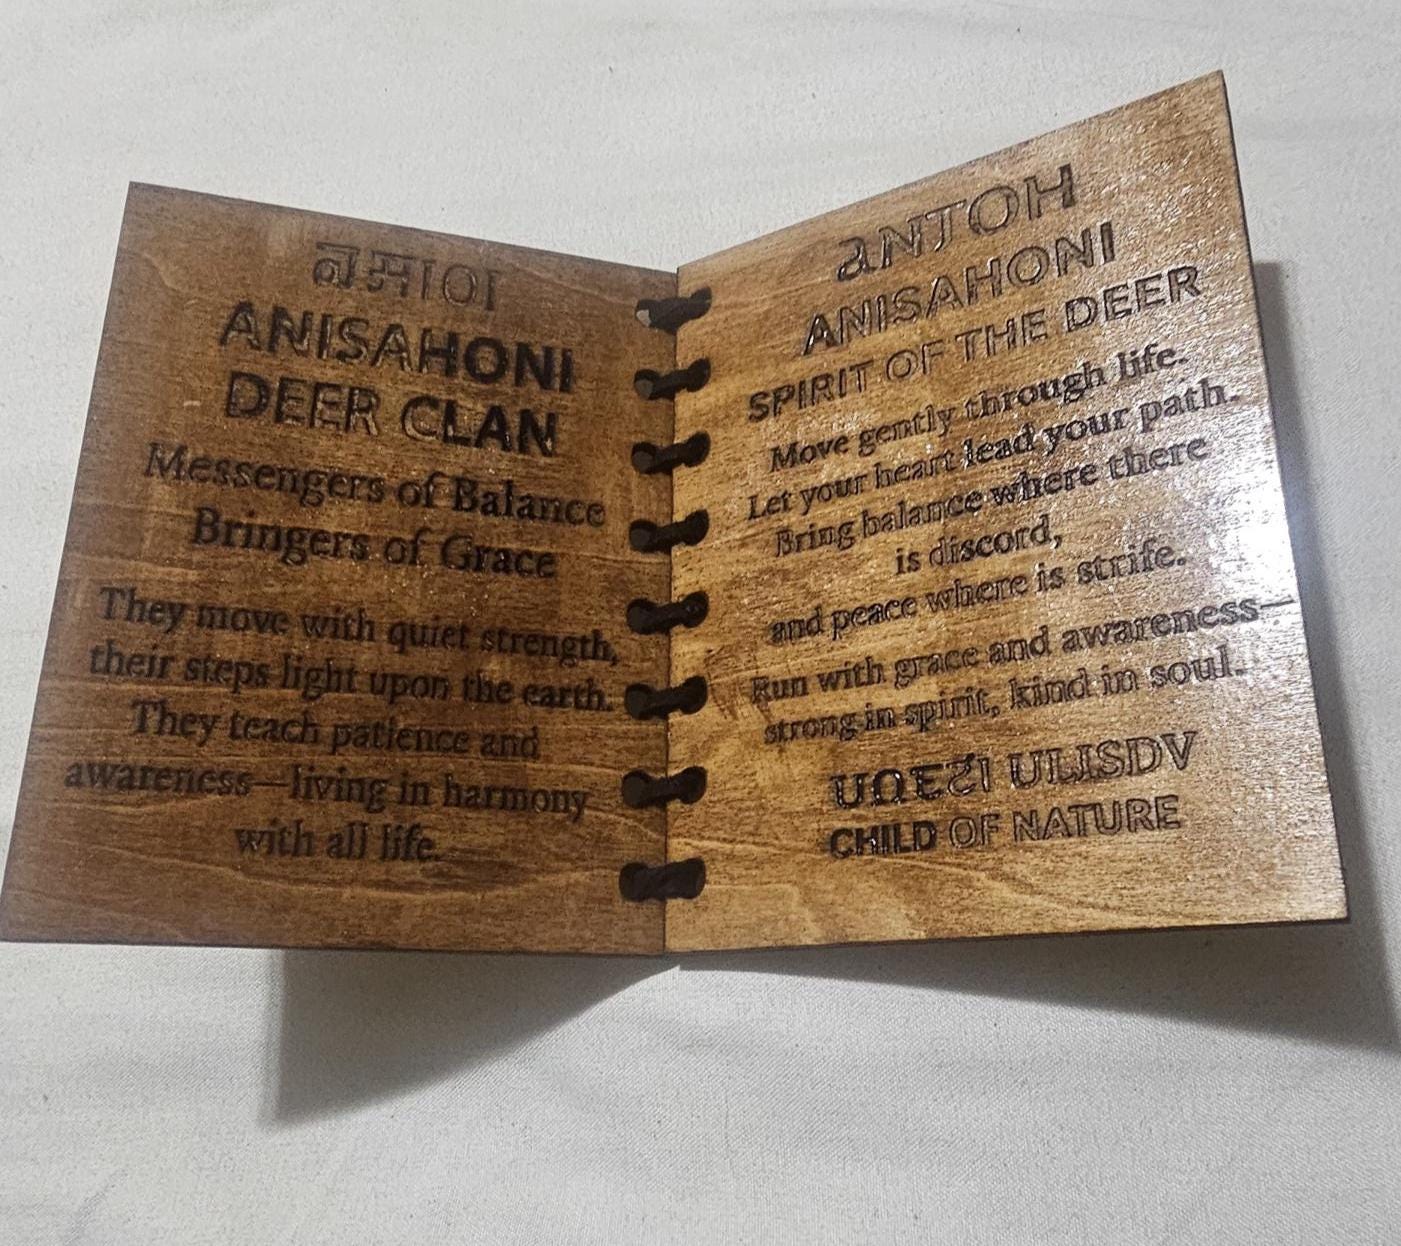 ANISAHONI
DEER CLAN
Messengers of Balance
Bringers of Grace
They move with quiet strength,
their steps light upon the earth.
They teach patience and
awareness—living in harmony
with all life.
aNTOH
ANISAHONI
SPIRIT OF THE DEER
Move gently through life.
Let your heart lead your path.
Bring balance where there
is discord,
and peace where is strife.
Run with grace and awareness—
strong in spirit, kind in soul.
ULISDV
CHILD OF NATURE